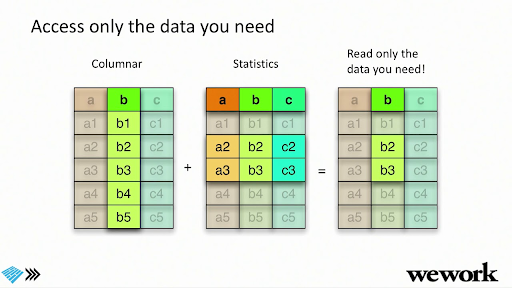 Access only the data you need
Columnar
Statistics
Read only the
data you need!
a b c
a1 b1 c1
a2 b2 c2
a3 b3 c3
a4 b4 c4
a5 b5 c5
+
a b c
a1 b1 c1
a2 b2 c2
a3 b3 c3
a4 b4 c4
a5 b5 c5
=
a b c
a1 b1 c1
a2 b2 c2
a3 b3 c3
a4 b4 c4
a5 b5 c5
wework